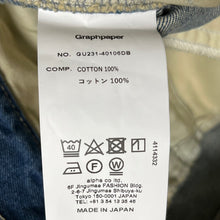 Graphpaper
NO. GU231-40106DB
COMP. COTTON 100%
コットン 100%
40
P W
alpha co.ltd
6F Jingumae FASHION Bldg.
2-6-7 Jingumae Shibuya-ku
Tokyo 150-0001 JAPAN
tel: +81-3 54 13 35 46
MADE IN JAPAN
4114332